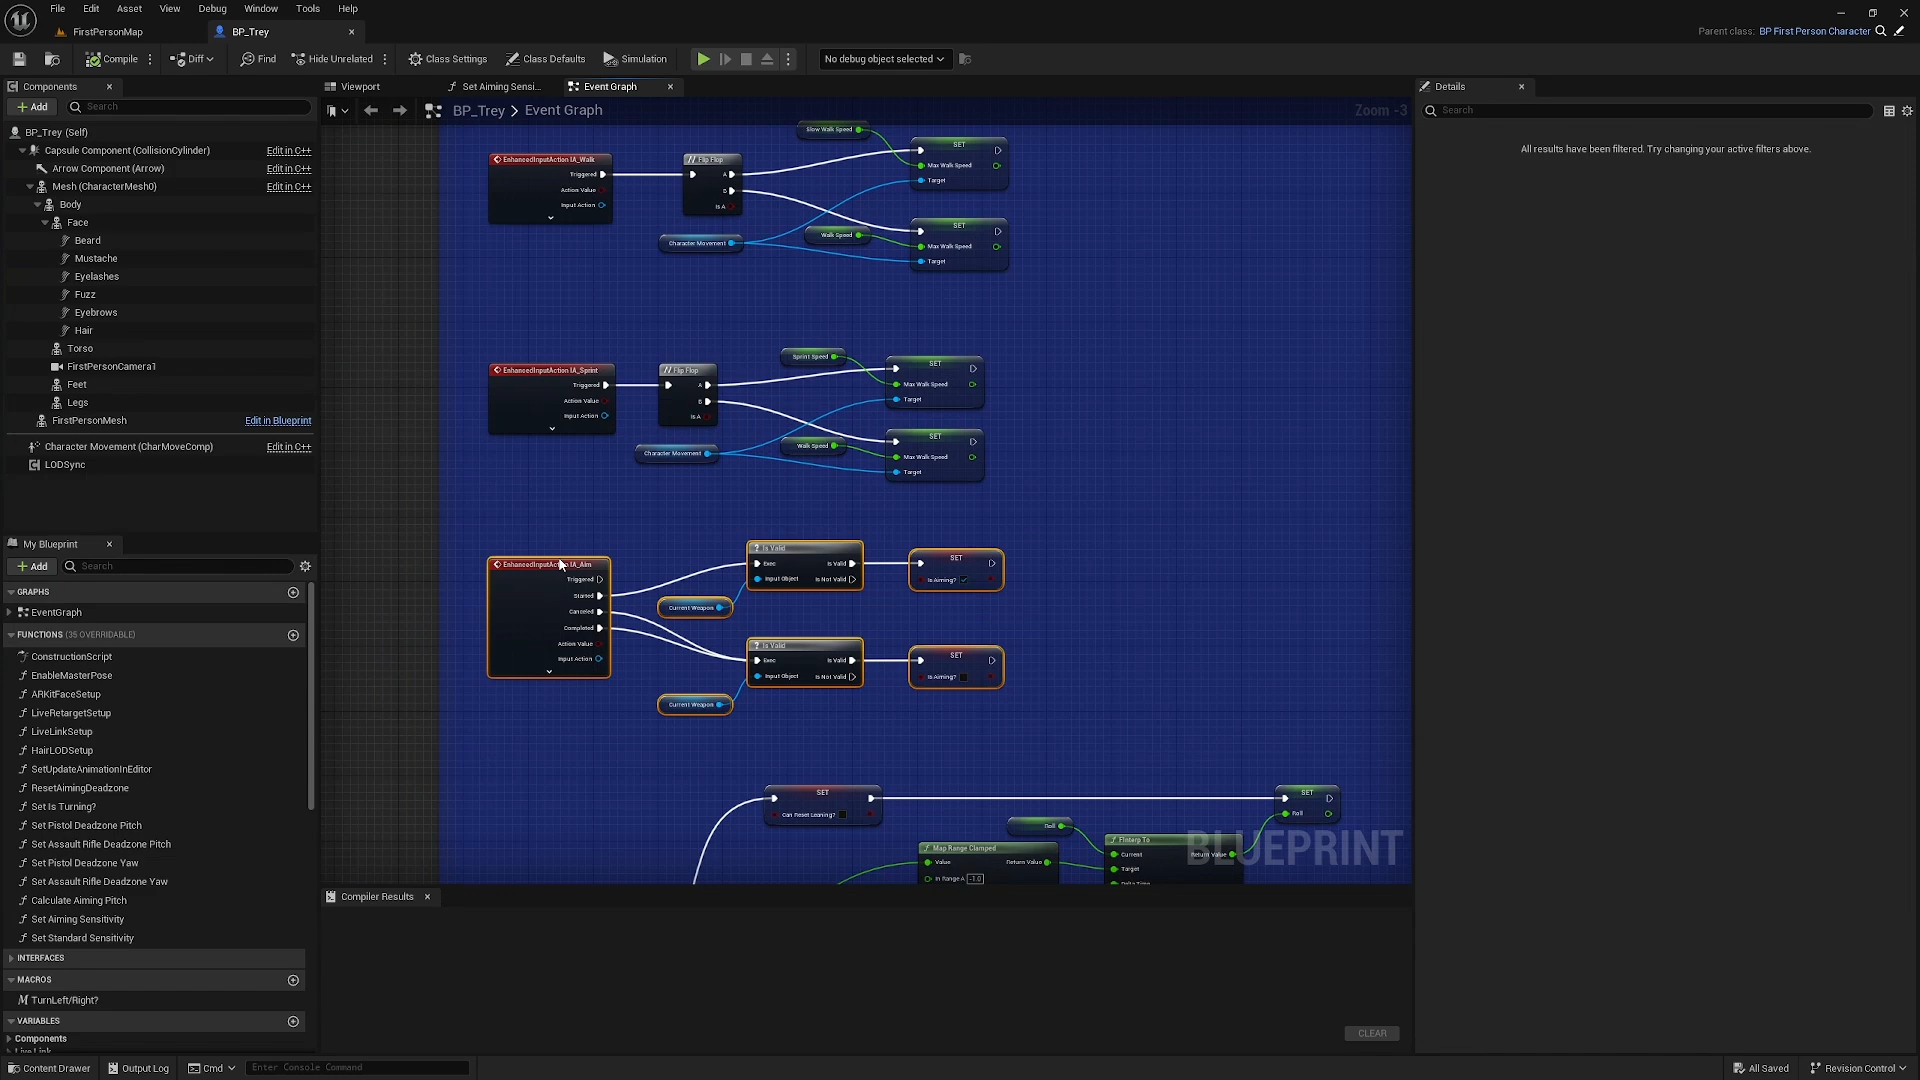 File Edit Asset View Debug Window Tools Help
FirstPersonMap
BP_Trey
Parent class: BP First Person Character
Compile
Diff
Find
Hide Unrelated
Class Settings
Class Defaults
Simulation
No debug object selected
Components
Add
Search
BP_Trey (Self)
Capsule Component (CollisionCylinder) Edit in C++
Arrow Component (Arrow) Edit in C++
Mesh (CharacterMesh0) Edit in C++
Body
Face
Beard
Mustache
Eyelashes
Fuzz
Eyebrows
Hair
Torso
FirstPersonCamera1
Feet
Legs
FirstPersonMesh Edit in Blueprint
Character Movement (CharMoveComp) Edit in C++
LODSync
My Blueprint
Add
Search
GRAPHS
EventGraph
FUNCTIONS (35 OVERRIDABLE)
ConstructionScript
EnableMasterPose
ARKitFaceSetup
LiveRetargetSetup
LiveLinkSetup
HairLODSetup
SetUpdateAnimationInEditor
ResetAimingDeadzone
Set Is Turning?
Set Pistol Deadzone Pitch
Set Assault Rifle Deadzone Pitch
Set Pistol Deadzone Yaw
Set Assault Rifle Deadzone Yaw
Calculate Aiming Pitch
Set Aiming Sensitivity
Set Standard Sensitivity
INTERFACES
MACROS
TurnLeft/Right?
VARIABLES
Components
Live Link
Viewport
Set Aiming Sensi...
Event Graph
BP_Trey > Event Graph
Zoom -3
Slow Walk Speed
SET
Max Walk Speed
Target
EnhancedInputAction IA_Walk
Triggered
Action Value
Input Action
Flip Flop
A
B
Is A
Character Movement
Walk Speed
SET
Max Walk Speed
Target
EnhancedInputAction IA_Sprint
Triggered
Action Value
Input Action
Flip Flop
A
B
Is A
Sprint Speed
SET
Max Walk Speed
Target
Character Movement
Walk Speed
SET
Max Walk Speed
Target
EnhancedInputAction IA_Aim
Triggered
Started
Canceled
Completed
Action Value
Input Action
Current Weapon
? Is Valid
Exec Is Valid
Input Object Is Not Valid
SET
Is Aiming?
Current Weapon
? Is Valid
Exec Is Valid
Input Object Is Not Valid
SET
Is Aiming?
SET
Can Reset Leaning?
SET
Roll
Roll
Map Range Clamped
Value Return Value
In Range A -1.0
FInterp To
Current Return Value
Target
Delta Time
BLUEPRINT
Compiler Results
CLEAR
Details
Search
All results have been filtered. Try changing your active filters above.
Content Drawer
Output Log
Cmd
Enter Console Command
All Saved
Revision Control